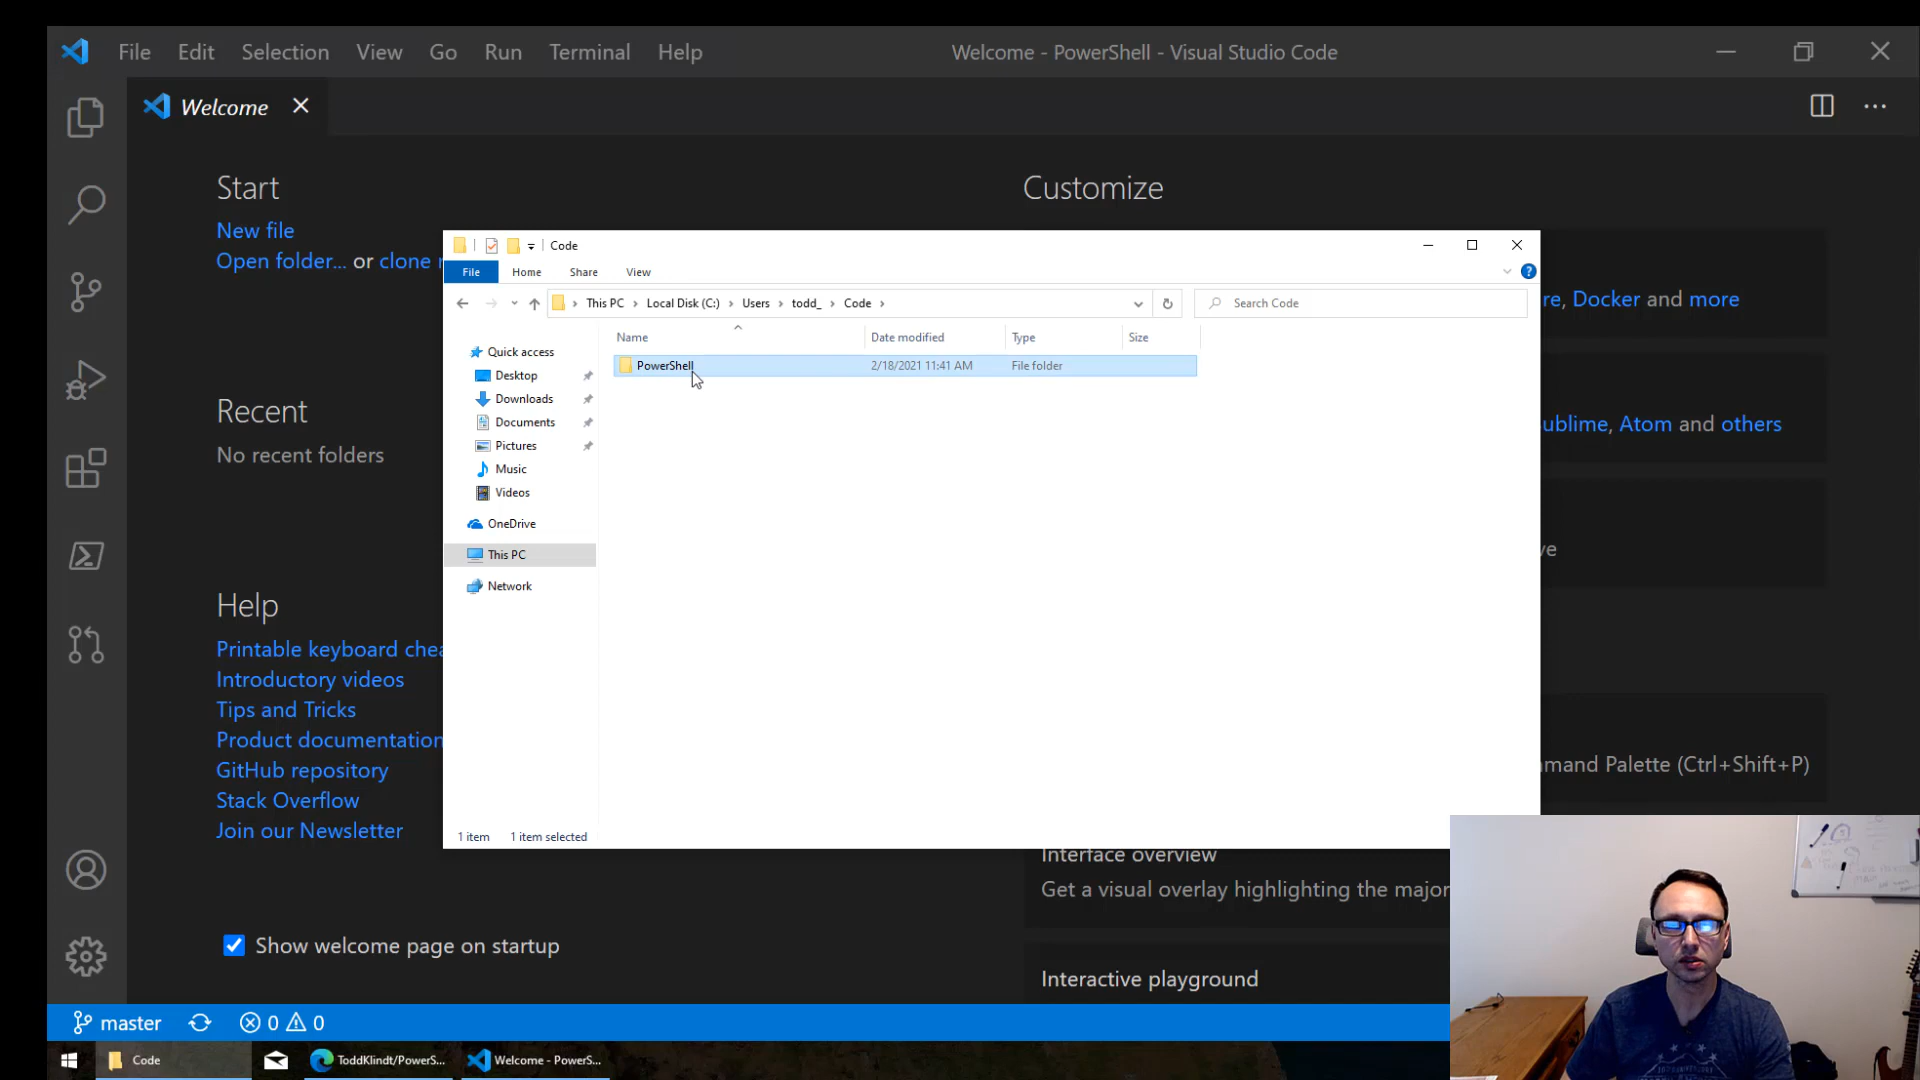 File Edit Selection View Go Run Terminal Help Welcome - PowerShell - Visual Studio Code
Welcome
Start
New file
Open folder... or clone
Recent
No recent folders
Help
Printable keyboard
Introductory videos
Tips and Tricks
Product documentation
GitHub repository
Stack Overflow
Join our Newsletter
Show welcome page on startup
Customize
Docker and more
Atom and others
Palette (Ctrl+Shift+P)
Interface overview
Get a visual overlay highlighting the major
Interactive playground
Code
File Home Share View
This PC Local Disk (C:) Users todd_ Code
Search Code
Name Date modified Type Size
PowerShell 2/18/2021 11:41 AM File folder
Quick access
Desktop
Downloads
Documents
Pictures
Music
Videos
OneDrive
This PC
Network
1 item 1 item selected
master 0 0
Code ToddKlindt/PowerS... Welcome - PowerS...